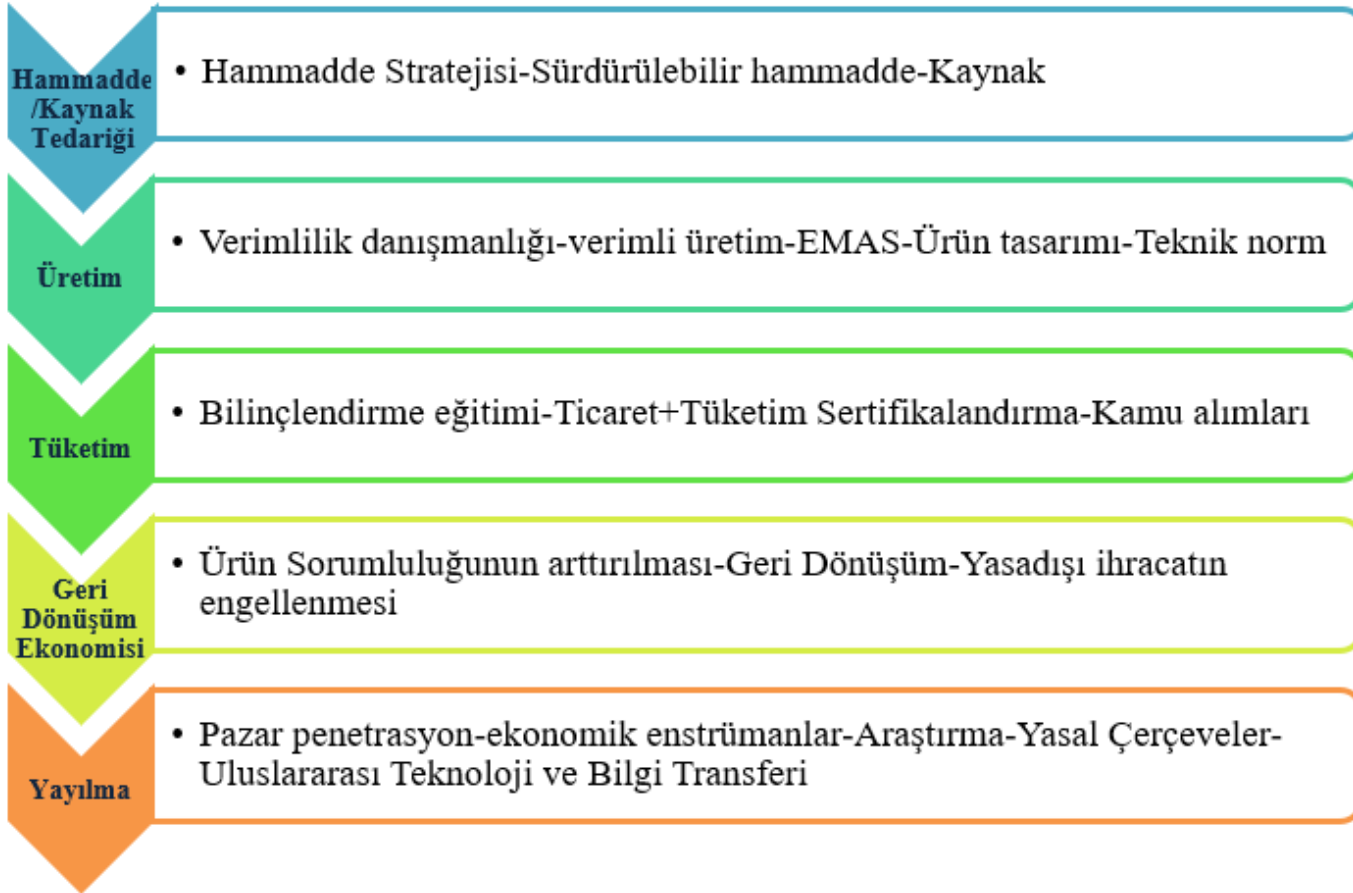 Hammadde
/Kaynak
Tedariği
• Hammadde Stratejisi-Sürdürülebilir hammadde-Kaynak
Üretim
• Verimlilik danışmanlığı-verimli üretim-EMAS-Ürün tasarımı-Teknik norm
Tüketim
• Bilinçlendirme eğitimi-Ticaret+Tüketim Sertifikalandırma-Kamu alımları
Geri
Dönüşüm
Ekonomisi
• Ürün Sorumluluğunun arttırılması-Geri Dönüşüm-Yasadışı ihracatın
engellenmesi
Yayılma
• Pazar penetrasyon-ekonomik enstrümanlar-Araştırma-Yasal Çerçeveler-
Uluslararası Teknoloji ve Bilgi Transferi